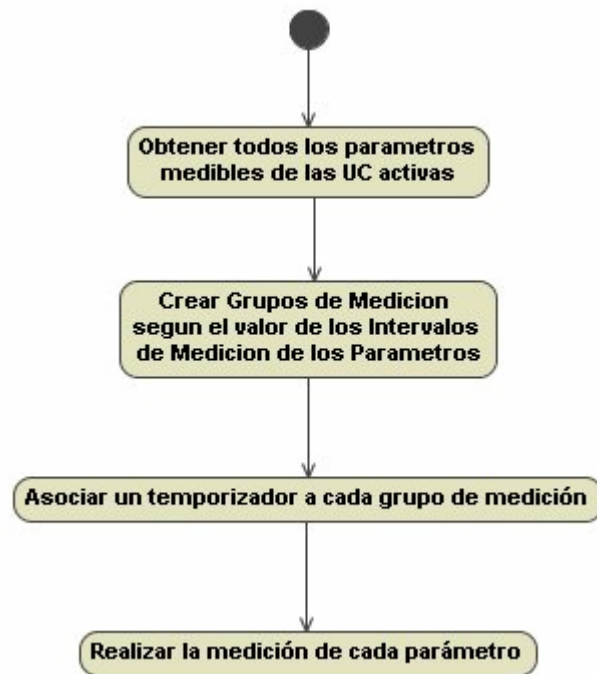 Obtener todos los parametros
medibles de las UC activas
Crear Grupos de Medicion
segun el valor de los Intervalos
de Medicion de los Parametros
Asociar un temporizador a cada grupo de medición
Realizar la medición de cada parámetro